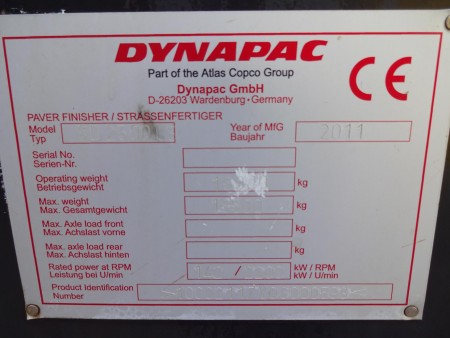 DYNAPAC
Part of the Atlas Copco Group
Dynapac GmbH
D-26203 Wardenburg • Germany
CE
PAVER FINISHER / STRASSENFERTIGER
Model
Typ
Year of MfG
Baujahr
2011
Serial No.
Serien-Nr.
Operating weight
Betriebsgewicht
kg
Max. weight
Max. Gesamtgewicht
kg
Max. Axle load front
Max. Achslast vorne
kg
Max. axle load rear
Max. Achslast hinten
kg
Rated power at RPM
Leistung bei U/min
/
kW / RPM
kW / U/min
Product Identification
Number